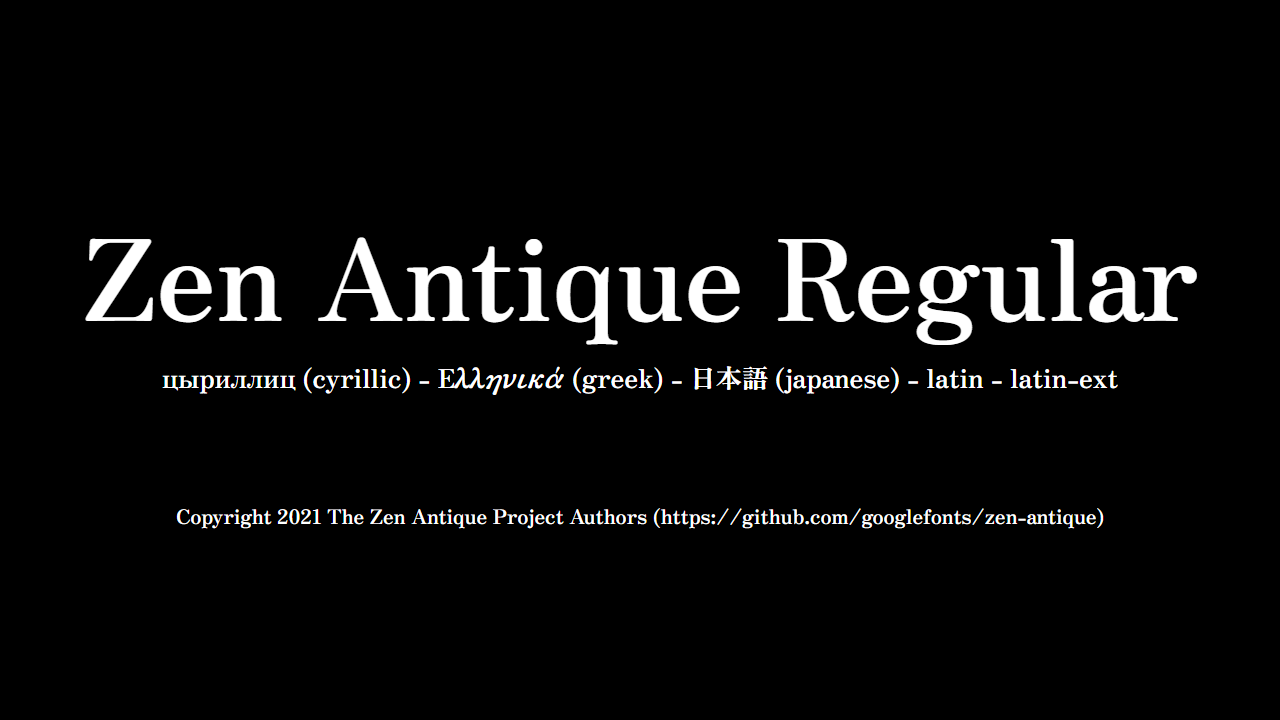 Zen Antique Regular
цыриллиц (cyrillic) - Ελληνικά (greek) - 日本語 (japanese) - latin - latin-ext
Copyright 2021 The Zen Antique Project Authors (https://github.com/googlefonts/zen-antique)